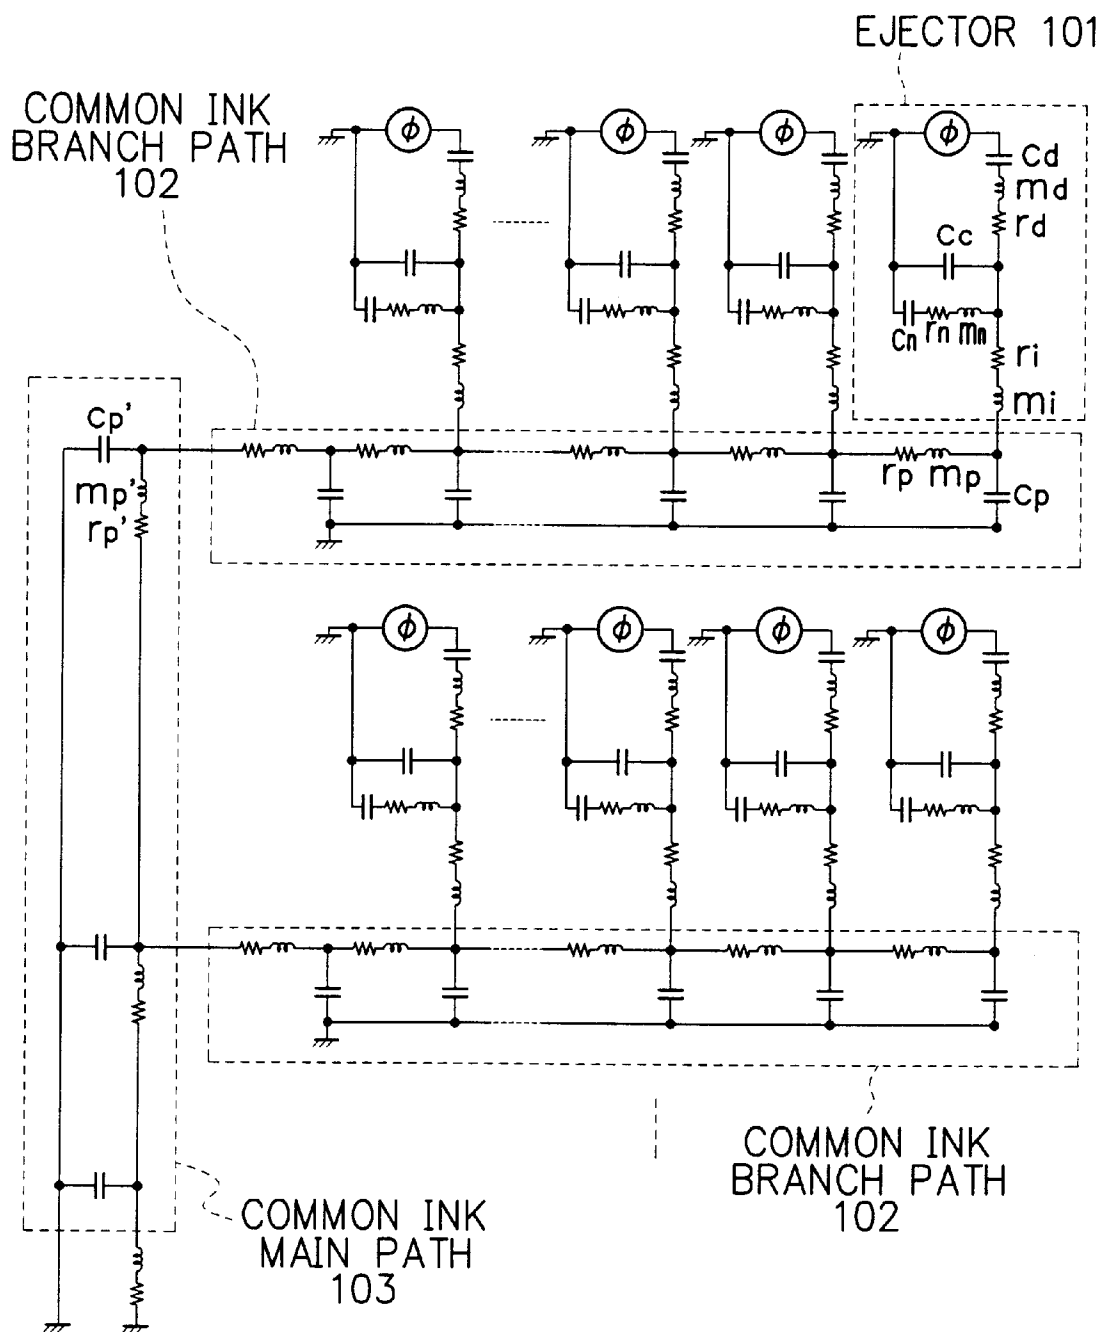 EJECTOR 101
COMMON INK
BRANCH PATH
102
ϕ ϕ ϕ ϕ
Cd
md
rd
Cc
Cn rn mn
ri
mi
Cp'
mp'
rp'
rp mp
Cp
ϕ ϕ ϕ ϕ
COMMON INK
BRANCH PATH
102
COMMON INK
MAIN PATH
103